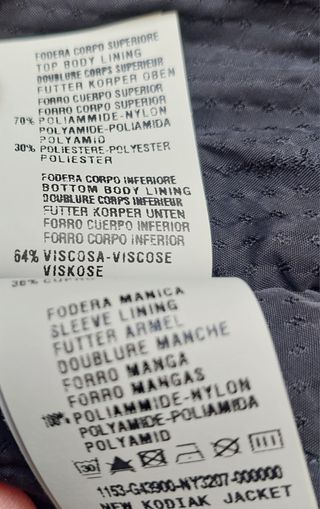 FODERA CORPO SUPERIORE
TOP BODY LINING
DOUBLURE CORPS SUPERIEUR
FUTTER KORPER OBEN
FORRO CUERPO SUPERIOR
FORRO CORPO SUPERIOR
70% POLIAMMIDE-NYLON
POLYAMIDE-POLIAMIDA
POLYAMID
30% POLIESTERE-POLYESTER
POLIESTER
FODERA CORPO INFERIORE
BOTTOM BODY LINING
DOUBLURE CORPS INFERIEUR
FUTTER KORPER UNTEN
FORRO CUERPO INFERIOR
FORRO CORPO INFERIOR
64% VISCOSA-VISCOSE
VISKOSE
36% CUPRO
FODERA MANICA
SLEEVE LINING
FUTTER ARMEL
DOUBLURE MANCHE
FORRO MANGA
FORRO MANGAS
100% POLIAMMIDE-NYLON
POLYAMIDE-POLIAMIDA
POLYAMID
30
1153-G43900-NY3207-000000
NEW KODIAK JACKET